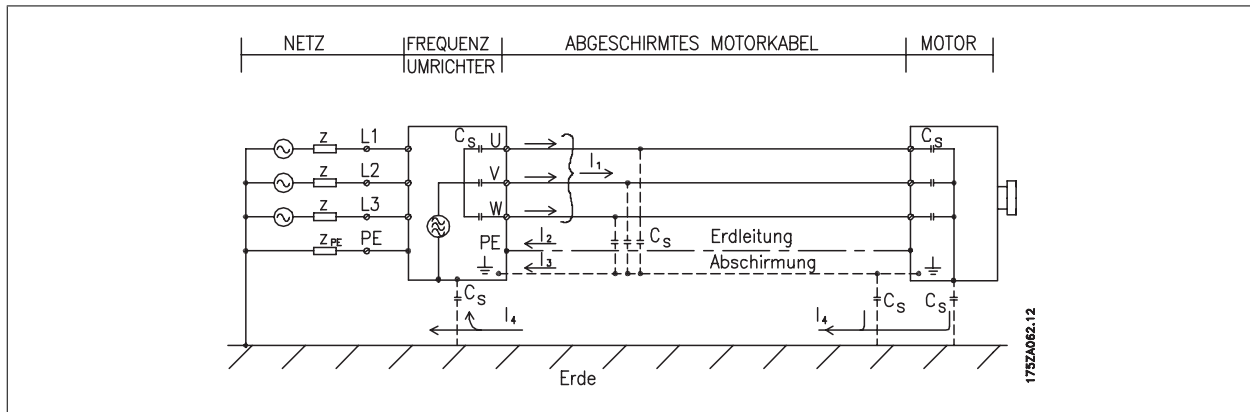 NETZ
FREQUENZ
UMRICHTER
ABGESCHIRMTES MOTORKABEL
MOTOR
Z L1
Z L2
Z L3
Z_PE PE
C_S U
V
W
PE
I_1
I_2
I_3
C_S
Erdleitung
Abschirmung
C_S
C_S
I_4
I_4
C_S
C_S
Erde
175ZA062.12